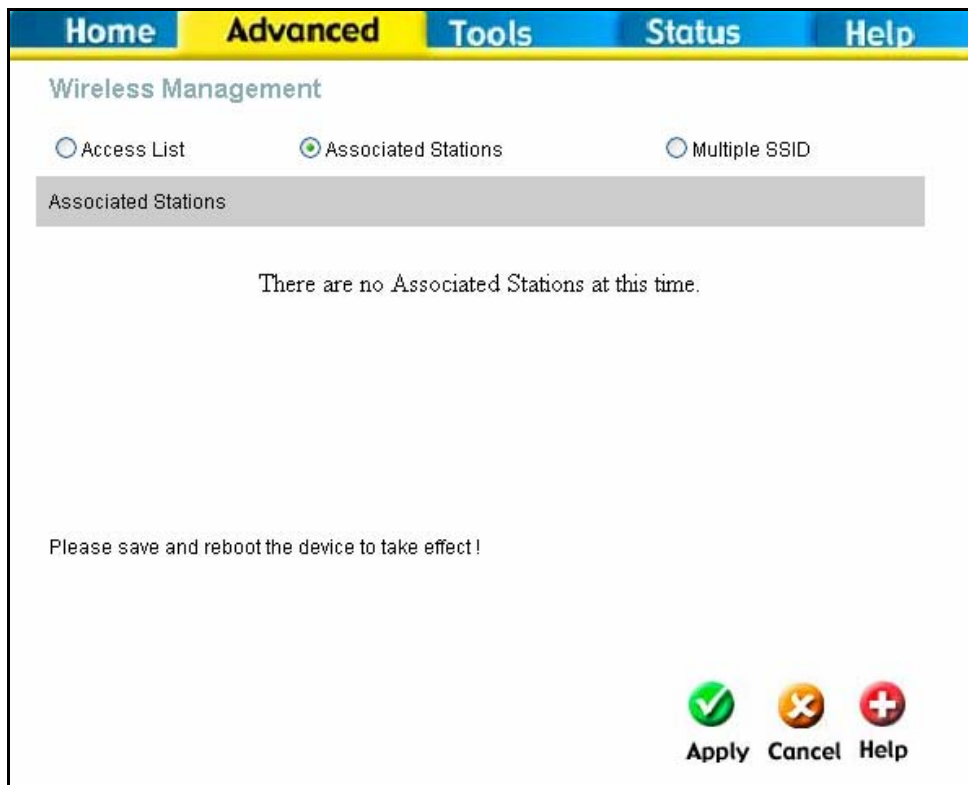 Home Advanced Tools Status Help
Wireless Management
Access List Associated Stations Multiple SSID
Associated Stations
There are no Associated Stations at this time.
Please save and reboot the device to take effect !
Apply Cancel Help